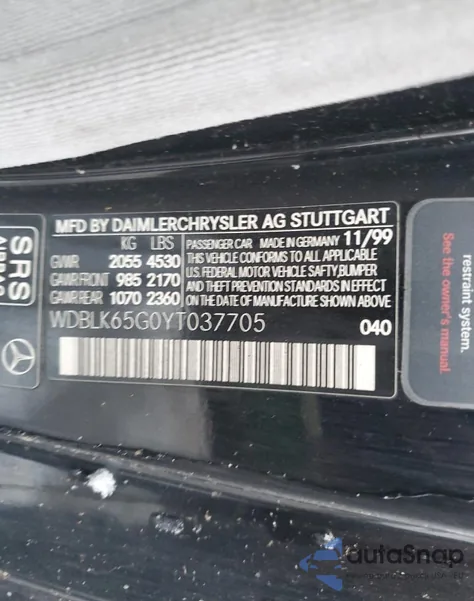 MFD BY DAIMLERCHRYSLER AG STUTTGART
KG LBS
GVWR 2055 4530
GAWR FRONT 985 2170
GAWR REAR 1070 2360
PASSENGER CAR MADE IN GERMANY 11/99
THIS VEHICLE CONFORMS TO ALL APPLICABLE
U.S. FEDERAL MOTOR VEHICLE SAFTY,BUMPER
AND THEFT PREVENTION STANDARDS IN EFFECT
ON THE DATE OF MANUFACTURE SHOWN ABOVE
WDBLK65G0YT037705
040
SRS
AIRBAG
restraint system.
See the owner's manual.
autoSnap